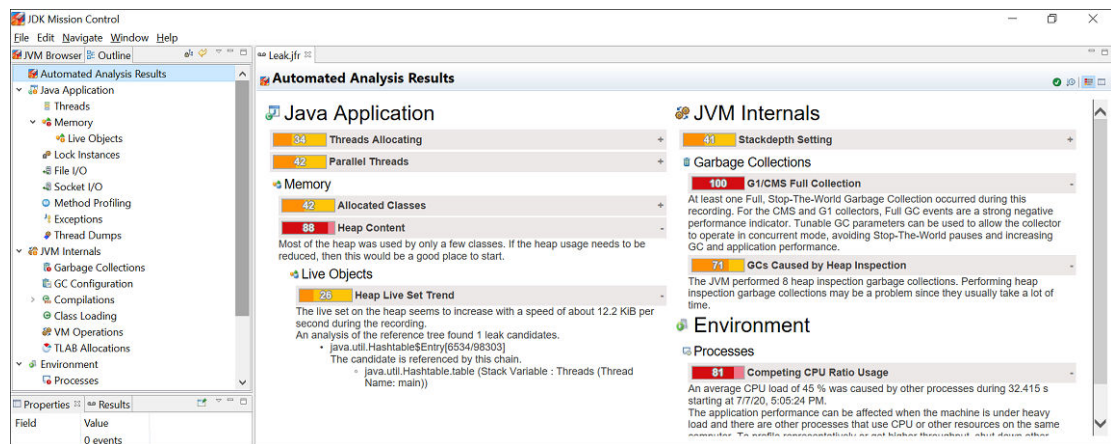 JDK Mission Control
File Edit Navigate Window Help
JVM Browser Outline
Automated Analysis Results
Java Application
Threads
Memory
Live Objects
Lock Instances
File I/O
Socket I/O
Method Profiling
Exceptions
Thread Dumps
JVM Internals
Garbage Collections
GC Configuration
Compilations
Class Loading
VM Operations
TLAB Allocations
Environment
Processes
Properties Results
Field Value
0 events
Leak.jfr
Automated Analysis Results
Java Application
34 Threads Allocating +
42 Parallel Threads +
Memory
42 Allocated Classes +
88 Heap Content -
Most of the heap was used by only a few classes. If the heap usage needs to be
reduced, then this would be a good place to start.
Live Objects
26 Heap Live Set Trend -
The live set on the heap seems to increase with a speed of about 12.2 KiB per
second during the recording.
An analysis of the reference tree found 1 leak candidates.
• java.util.Hashtable$Entry[6534/98303]
The candidate is referenced by this chain.
◦ java.util.Hashtable.table (Stack Variable : Threads (Thread
Name: main))
JVM Internals
41 Stackdepth Setting +
Garbage Collections
100 G1/CMS Full Collection -
At least one Full, Stop-The-World Garbage Collection occurred during this
recording. For the CMS and G1 collectors, Full GC events are a strong negative
performance indicator. Tunable GC parameters can be used to allow the collector
to operate in concurrent mode, avoiding Stop-The-World pauses and increasing
GC and application performance.
71 GCs Caused by Heap Inspection -
The JVM performed 8 heap inspection garbage collections. Performing heap
inspection garbage collections may be a problem since they usually take a lot of
time.
Environment
Processes
81 Competing CPU Ratio Usage -
An average CPU load of 45 % was caused by other processes during 32.415 s
starting at 7/7/20, 5:05:24 PM.
The application performance can be affected when the machine is under heavy
load and there are other processes that use CPU or other resources on the same
computer. To profile representatively or get higher throughput, shut down other